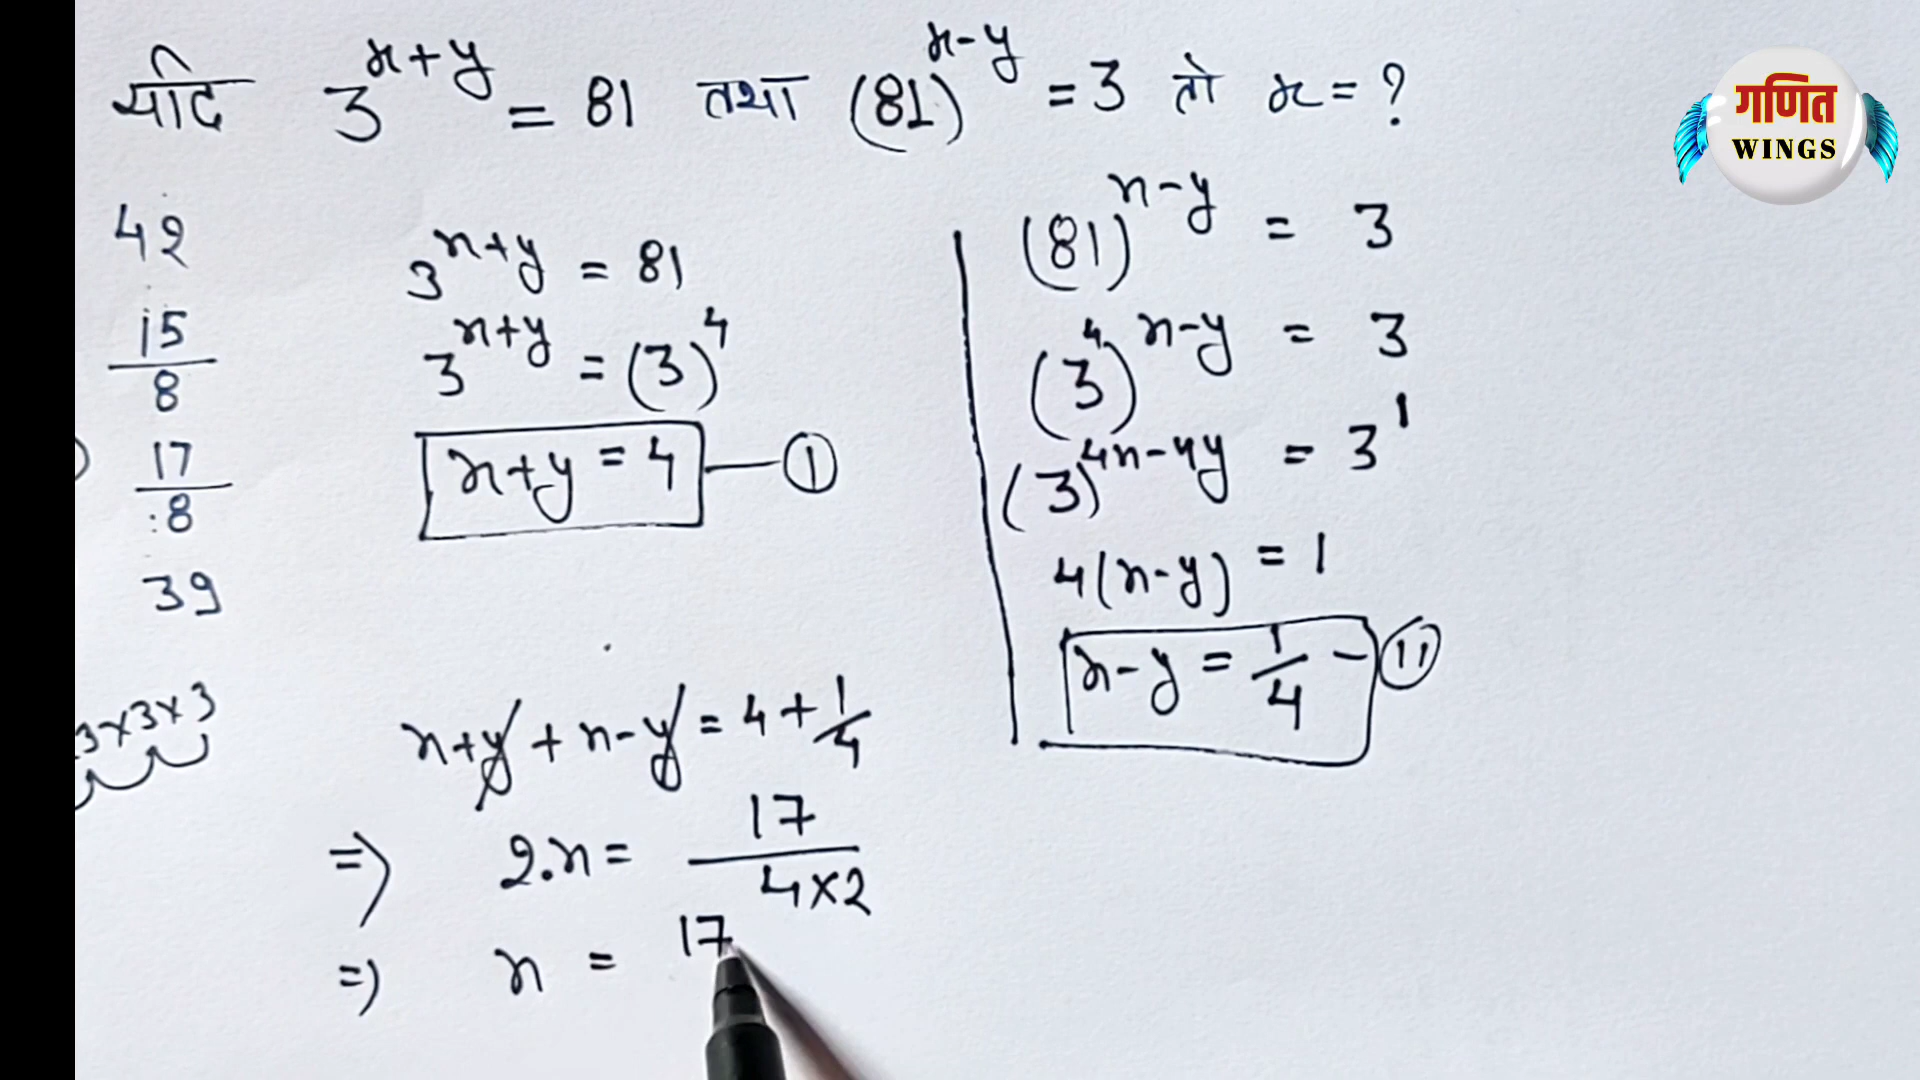 यदि 3^{x+y} = 81 तथा (81)^{x-y} = 3 तो x = ?
गणित
WINGS
42
15/8
)
17/8
39
3×3×3
3^{x+y} = 81
3^{x+y} = (3)^4
x+y = 4 — ①
(81)^{x-y} = 3
(3^4)^{x-y} = 3
(3)^{4x-4y} = 3^1
4(x-y) = 1
x-y = 1/4 — (11)
x+y + x-y = 4 + 1/4
=> 2.x = 17/4×2
=> x = 17